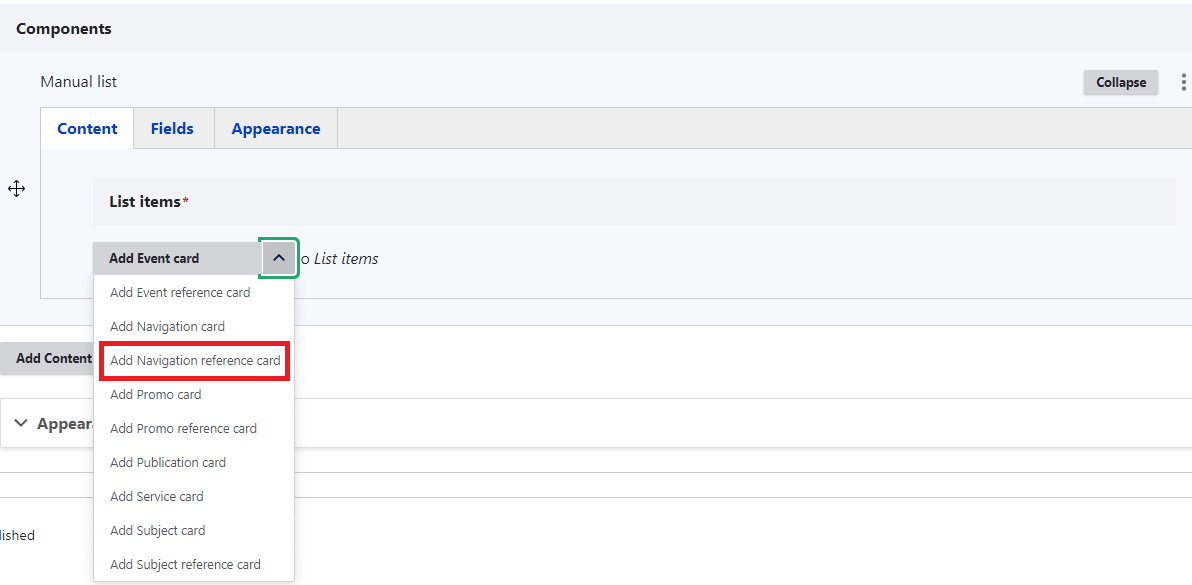 Components
Manual list
Collapse
Content Fields Appearance
List items*
Add Event card
o List items
Add Event reference card
Add Navigation card
Add Navigation reference card
Add Promo card
Add Promo reference card
Add Publication card
Add Service card
Add Subject card
Add Subject reference card
Add Content
Appear
lished